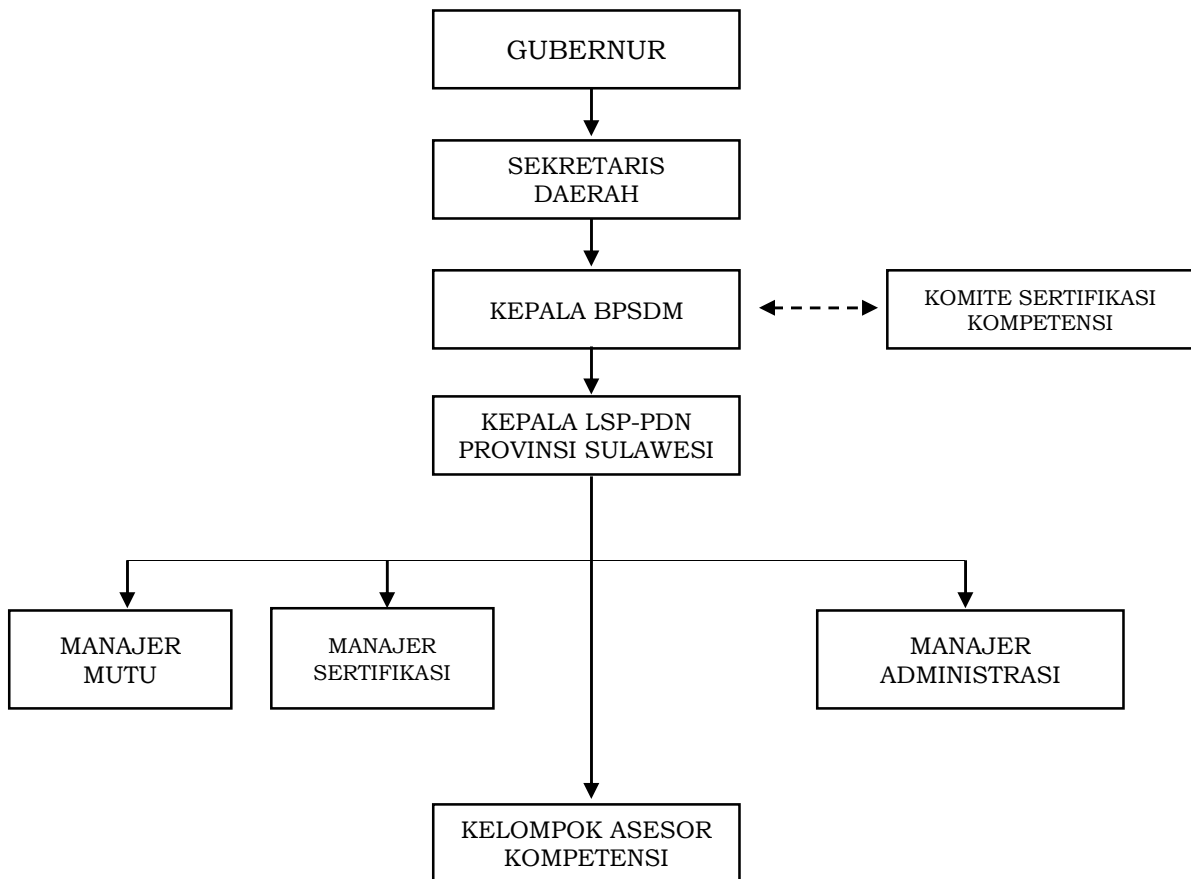 GUBERNUR
SEKRETARIS
DAERAH
KEPALA BPSDM
KOMITE SERTIFIKASI
KOMPETENSI
KEPALA LSP-PDN
PROVINSI SULAWESI
MANAJER
MUTU
MANAJER
SERTIFIKASI
MANAJER
ADMINISTRASI
KELOMPOK ASESOR
KOMPETENSI